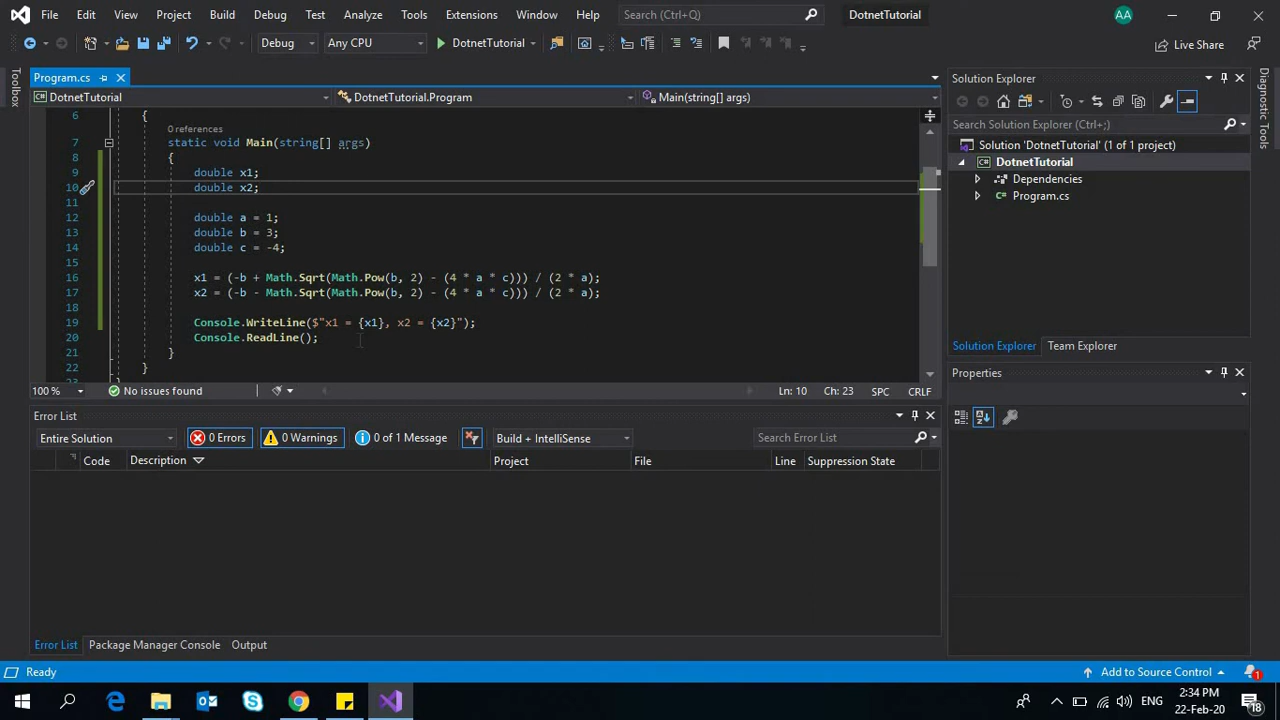 File Edit View Project Build Debug Test Analyze Tools Extensions Window Help Search (Ctrl+Q) DotnetTutorial AA
Debug Any CPU DotnetTutorial Live Share
Toolbox
Program.cs
DotnetTutorial DotnetTutorial.Program Main(string[] args)
6 {
0 references
7 static void Main(string[] args)
8 {
9 double x1;
10 double x2;
11
12 double a = 1;
13 double b = 3;
14 double c = -4;
15
16 x1 = (-b + Math.Sqrt(Math.Pow(b, 2) - (4 * a * c))) / (2 * a);
17 x2 = (-b - Math.Sqrt(Math.Pow(b, 2) - (4 * a * c))) / (2 * a);
18
19 Console.WriteLine($"x1 = {x1}, x2 = {x2}");
20 Console.ReadLine();
21 }
22 }
23 }
100 % No issues found Ln: 10 Ch: 23 SPC CRLF
Error List
Entire Solution 0 Errors 0 Warnings 0 of 1 Message Build + IntelliSense Search Error List
Code Description Project File Line Suppression State
Error List Package Manager Console Output
Solution Explorer
Search Solution Explorer (Ctrl+;)
Solution 'DotnetTutorial' (1 of 1 project)
C# DotnetTutorial
Dependencies
Program.cs
Solution Explorer Team Explorer
Properties
Diagnostic Tools
Ready Add to Source Control 1
ENG 2:34 PM 22-Feb-20 18